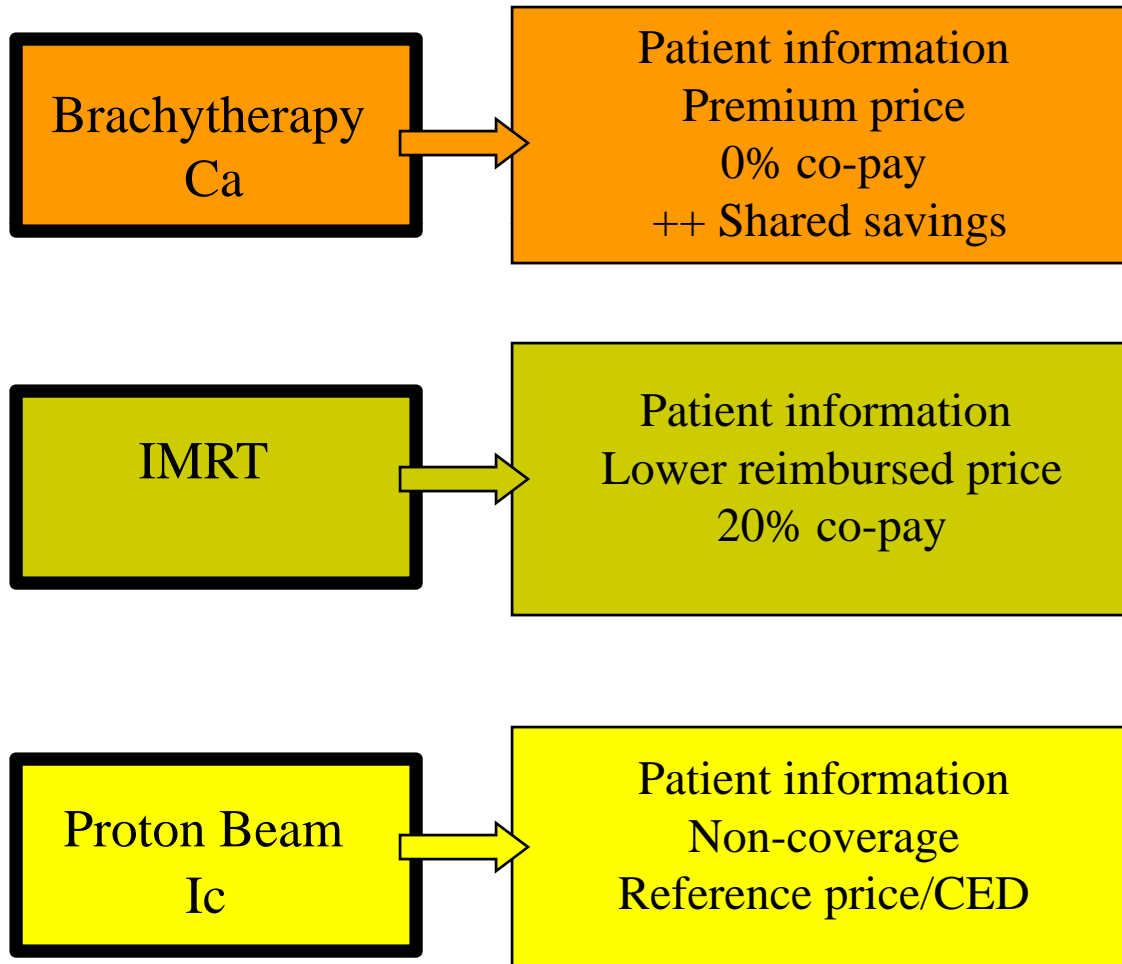 Brachytherapy
Ca
Patient information
Premium price
0% co-pay
++ Shared savings
IMRT
Patient information
Lower reimbursed price
20% co-pay
Proton Beam
Ic
Patient information
Non-coverage
Reference price/CED